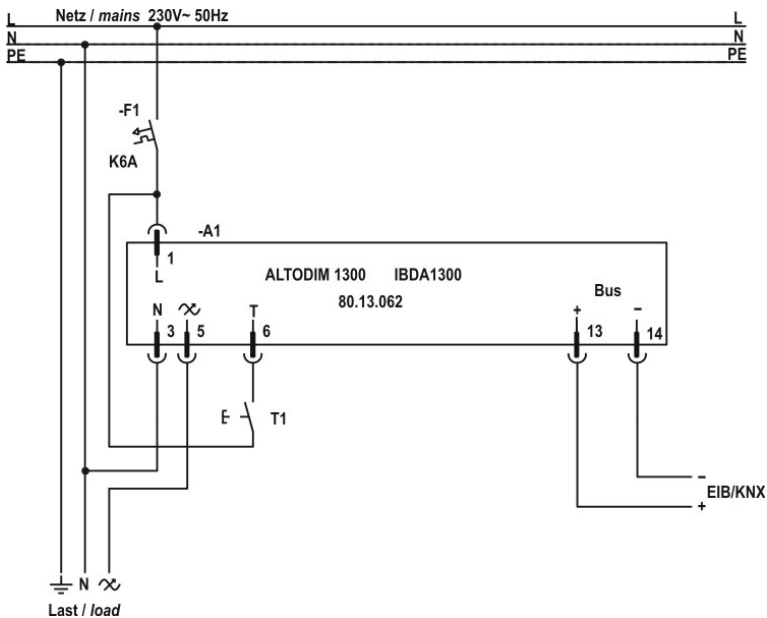 Netz / mains 230V~ 50Hz
L L
N N
PE PE
-F1
K6A
-A1
1
L
ALTODIM 1300 IBDA1300
80.13.062
Bus
N T + -
3 5 6 13 14
T1
-
EIB/KNX
+
N
Last / load